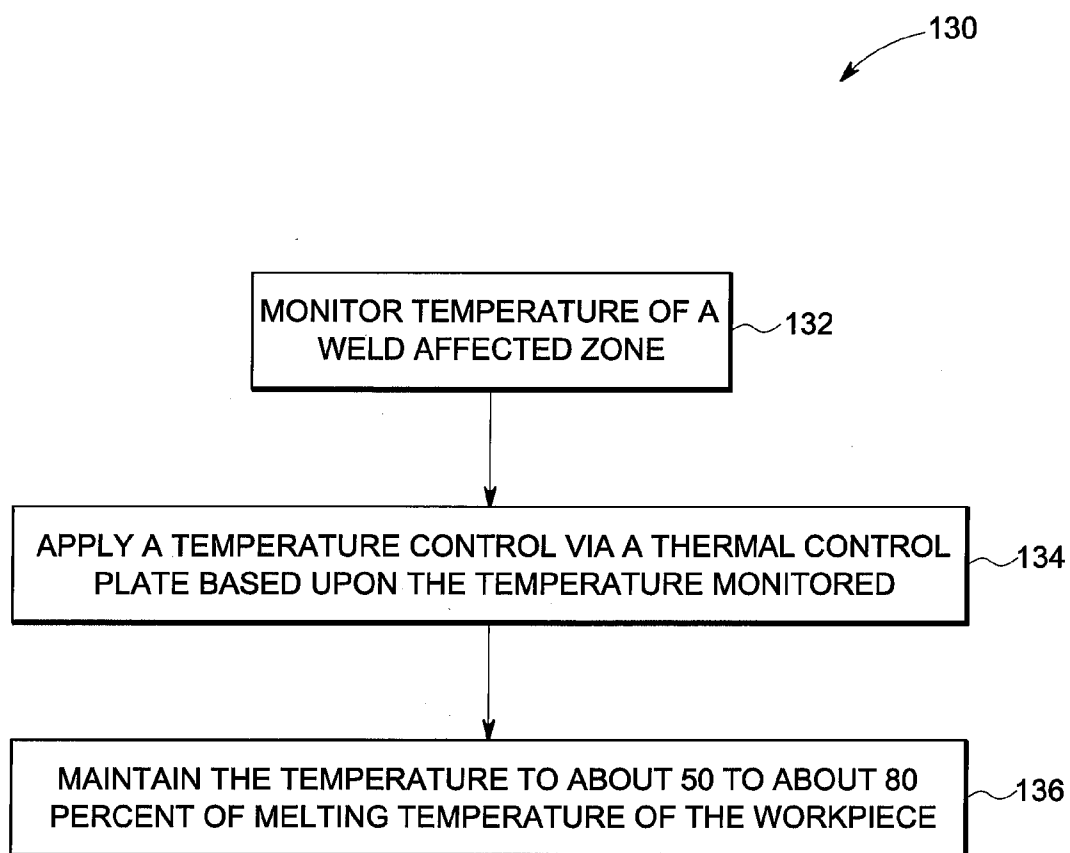 130
MONITOR TEMPERATURE OF A
WELD AFFECTED ZONE
132
APPLY A TEMPERATURE CONTROL VIA A THERMAL CONTROL
PLATE BASED UPON THE TEMPERATURE MONITORED
134
MAINTAIN THE TEMPERATURE TO ABOUT 50 TO ABOUT 80
PERCENT OF MELTING TEMPERATURE OF THE WORKPIECE
136